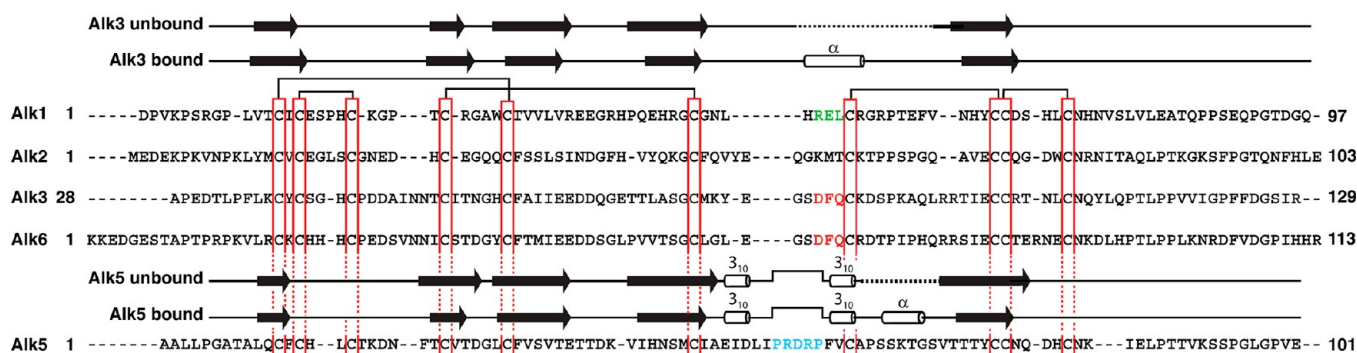 Alk3 unbound
Alk3 bound α
Alk1 1 -----DPVKPSRGP-LVTCICESPHC-KGP---TC-RGAWCTVVLVREEGRHPQEHRGCGNL-----HRELCRGRPTEFV--NHYCCDS-HLCNHNVSLVLEATQPPSEQPGTDGQ- 97
Alk2 1 ----MEDEKPKVNPKLYMCVCEGLSCGNED----HC-EGQQCFSSLSINDGFH-VYQKGCFQVYE----QGKMTCKTPPSPGQ--AVECCQG-DWCNRNITAQLPTKGKSFPGTQNFHLE 103
Alk3 28 --------APEDTLPFLKCYCSG-HCPDDAINNTCITNGHCFAIIEEDDQGETTLASGCMKY-E-----GSDFQCKDSPKAQLRRTIECCRT-NLCNQYLQPTLPPVVIGPFFDGSIR-- 129
Alk6 1 KKEDGESTAPTPRPKVLRCKCHH-HCPEDSVNNICSTDGYCFTMIEEDDSGLPVVTSGCLGL-E-----GSDFQCRDTPIPHQRRSIECCTERNECNKDLHPTLPPLKNRDFVDGPIHHR 113
Alk5 unbound 3₁₀ 3₁₀
Alk5 bound 3₁₀ 3₁₀ α
Alk5 1 -------AALLPGATALQCFCH--LCTKDN---FTCVTDGLCFVSVTETTDK-VIHNSMCIAEIDLIPRDRPFVCAPSSKTGSVTTTYCCNQ-DHCNK---IELPTTVKSSPGLGPVE- 101